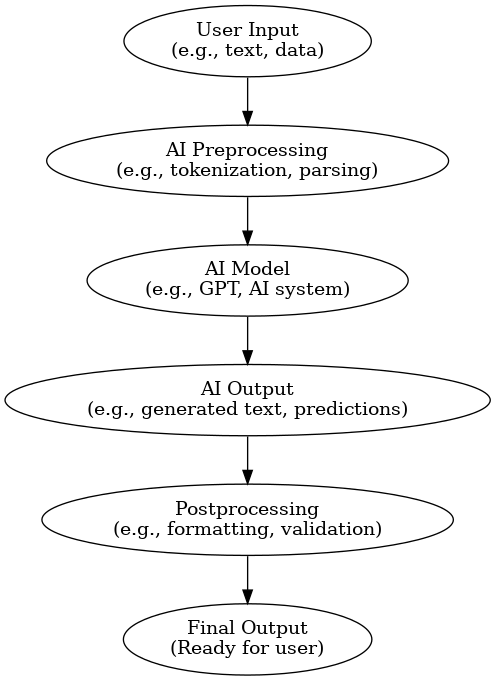 User Input
(e.g., text, data)
AI Preprocessing
(e.g., tokenization, parsing)
AI Model
(e.g., GPT, AI system)
AI Output
(e.g., generated text, predictions)
Postprocessing
(e.g., formatting, validation)
Final Output
(Ready for user)